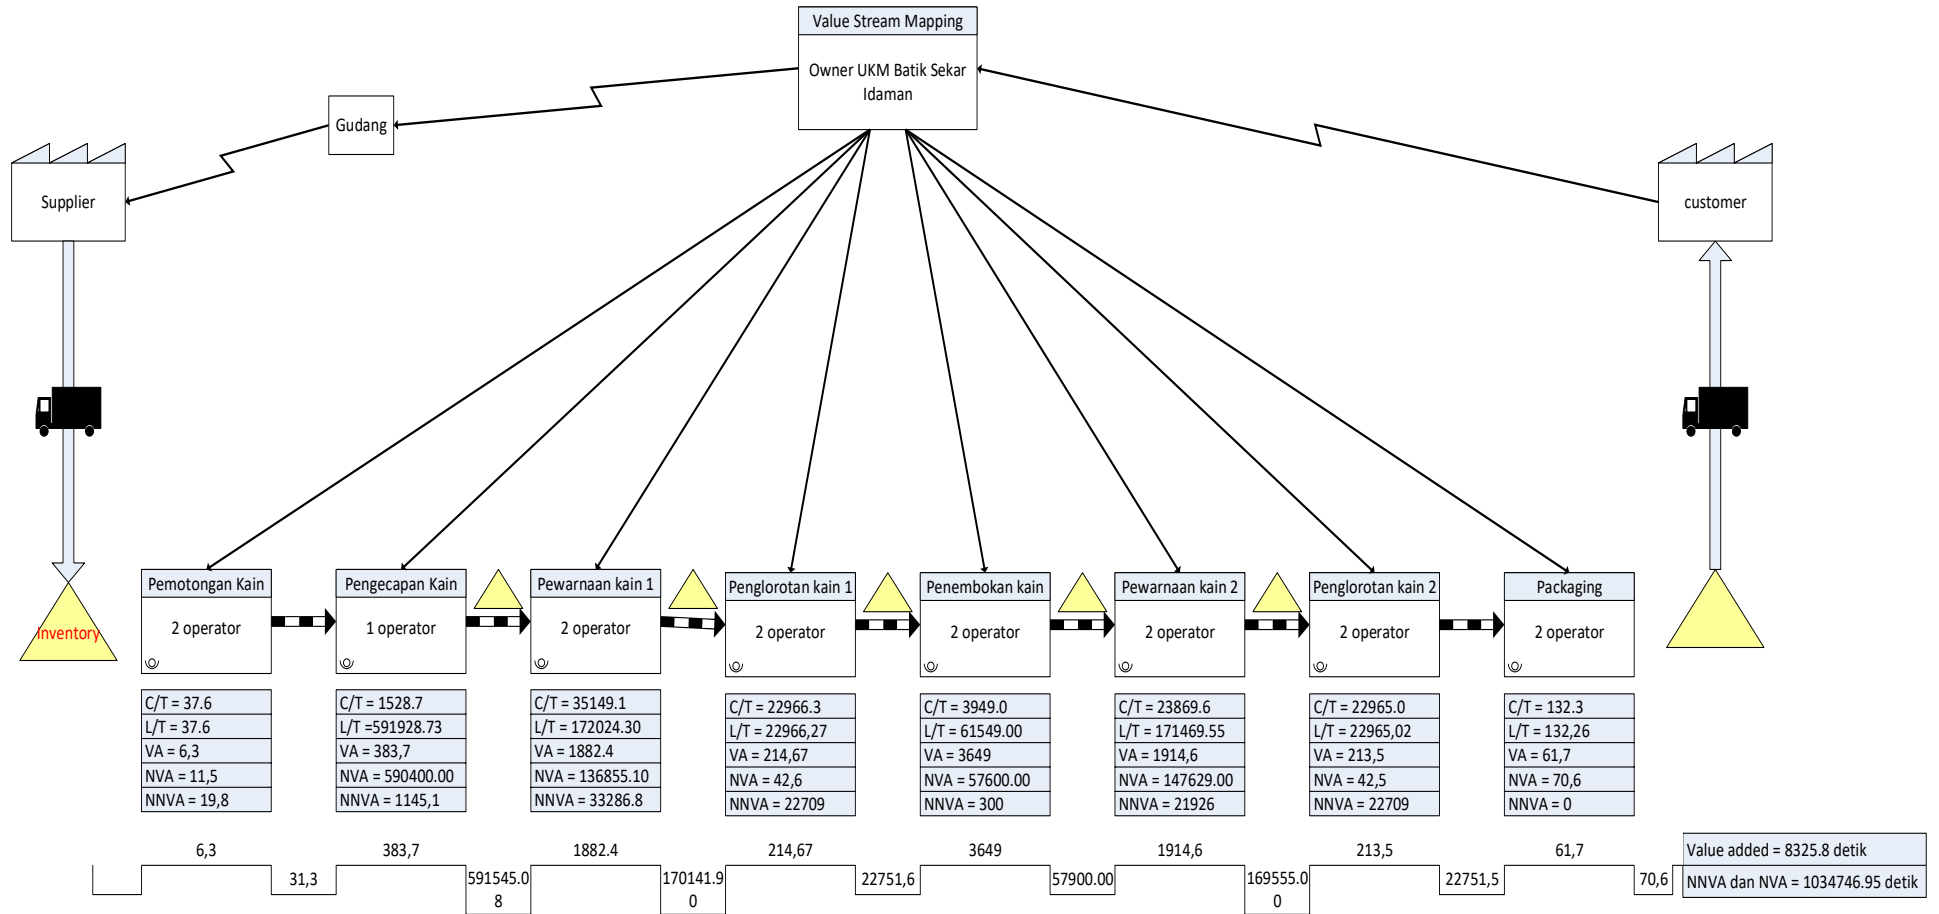 Value Stream Mapping
Owner UKM Batik Sekar
Idaman
Gudang
Supplier
customer
Inventory
Pemotongan Kain
2 operator
C/T = 37.6
L/T = 37.6
VA = 6,3
NVA = 11,5
NNVA = 19,8
Pengecapan Kain
1 operator
C/T = 1528.7
L/T =591928.73
VA = 383,7
NVA = 590400.00
NNVA = 1145,1
Pewarnaan kain 1
2 operator
C/T = 35149.1
L/T = 172024.30
VA = 1882.4
NVA = 136855.10
NNVA = 33286.8
Penglorotan kain 1
2 operator
C/T = 22966.3
L/T = 22966,27
VA = 214,67
NVA = 42,6
NNVA = 22709
Penembokan kain
2 operator
C/T = 3949.0
L/T = 61549.00
VA = 3649
NVA = 57600.00
NNVA = 300
Pewarnaan kain 2
2 operator
C/T = 23869.6
L/T = 171469.55
VA = 1914,6
NVA = 147629.00
NNVA = 21926
Penglorotan kain 2
2 operator
C/T = 22965.0
L/T = 22965,02
VA = 213,5
NVA = 42,5
NNVA = 22709
Packaging
2 operator
C/T = 132.3
L/T = 132,26
VA = 61,7
NVA = 70,6
NNVA = 0
6,3
383,7
1882.4
214,67
3649
1914,6
213,5
61,7
31,3
591545.0
8
170141.9
0
22751,6
57900.00
169555.0
0
22751,5
70,6
Value added = 8325.8 detik
NNVA dan NVA = 1034746.95 detik